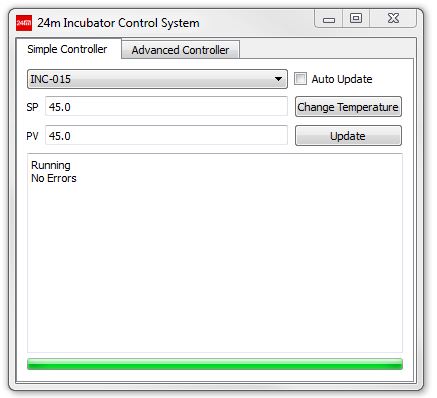 24m 24m Incubator Control System
Simple Controller Advanced Controller
INC-015 Auto Update
SP 45.0 Change Temperature
PV 45.0 Update
Running
No Errors